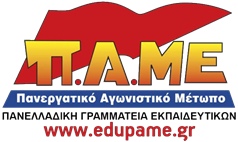 Π.Α.ΜΕ
Πανεργατικό Αγωνιστικό Μέτωπο
ΠΑΝΕΛΛΑΔΙΚΗ ΓΡΑΜΜΑΤΕΙΑ ΕΚΠΑΙΔΕΥΤΙΚΩΝ
www.edupame.gr